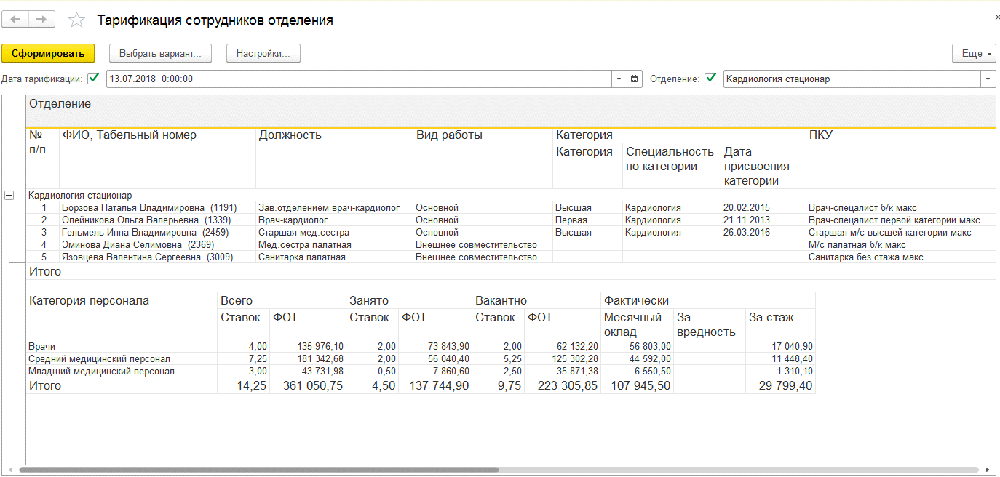 Тарификация сотрудников отделения
Сформировать Выбрать вариант... Настройки... Еще
Дата тарификации: 13.07.2018 0:00:00 Отделение: Кардиология стационар
Отделение
№ п/п ФИО, Табельный номер Должность Вид работы Категория ПКУ
Категория Специальность по категории Дата присвоения категории
Кардиология стационар
1 Борзова Наталья Владимировна (1191) Зав.отделением врач-кардиолог Основной Высшая Кардиология 20.02.2015 Врач-спецалист б/к макс
2 Олейникова Ольга Валерьевна (1339) Врач-кардиолог Основной Первая Кардиология 21.11.2013 Врач-спецалист первой категории макс
3 Гельмель Инна Владимировна (2459) Старшая мед.сестра Основной Высшая Кардиология 26.03.2016 Старшая м/с высшей категории макс
4 Эминова Диана Селимовна (2369) Мед.сестра палатная Внешнее совместительство М/с палатная б/к макс
5 Язовцева Валентина Сергеевна (3009) Санитарка палатная Внешнее совместительство Санитарка без стажа макс
Итого
Категория персонала Всего Занято Вакантно Фактически
Ставок ФОТ Ставок ФОТ Ставок ФОТ Месячный оклад За вредность За стаж
Врачи 4,00 135 976,10 2,00 73 843,90 2,00 62 132,20 56 803,00 17 040,90
Средний медицинский персонал 7,25 181 342,68 2,00 56 040,40 5,25 125 302,28 44 592,00 11 448,40
Младший медицинский персонал 3,00 43 731,98 0,50 7 860,60 2,50 35 871,38 6 550,50 1 310,10
Итого 14,25 361 050,75 4,50 137 744,90 9,75 223 305,85 107 945,50 29 799,40